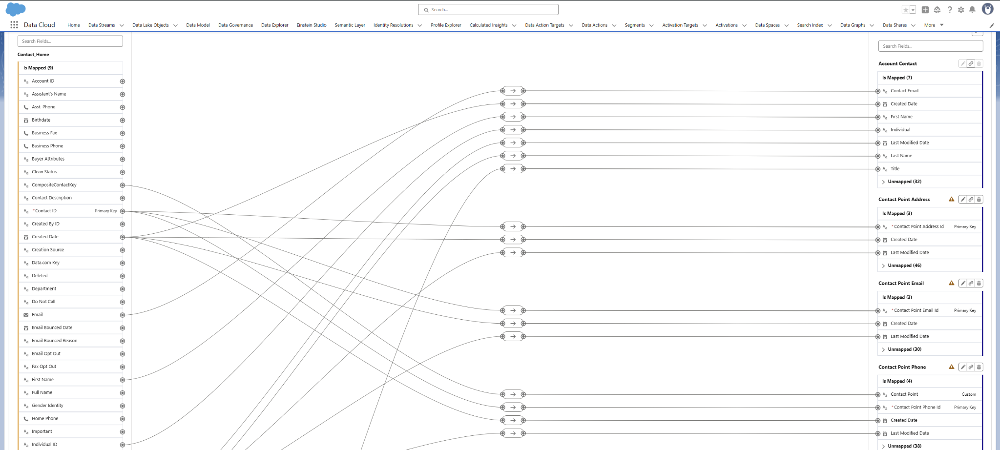 Search...
Data Cloud
Home
Data Streams
Data Lake Objects
Data Model
Data Governance
Data Explorer
Einstein Studio
Semantic Layer
Identity Resolutions
Profile Explorer
Calculated Insights
Data Action Targets
Data Actions
Segments
Activation Targets
Activations
Data Spaces
Search Index
Data Graphs
Data Shares
More
Search Fields...
Contact_Home
Is Mapped (9)
Account ID
Assistant's Name
Asst. Phone
Birthdate
Business Fax
Business Phone
Buyer Attributes
Clean Status
CompositeContactKey
Contact Description
*Contact ID Primary Key
Created By ID
Created Date
Creation Source
Data.com Key
Deleted
Department
Do Not Call
Email
Email Bounced Date
Email Bounced Reason
Email Opt Out
Fax Opt Out
First Name
Full Name
Gender Identity
Home Phone
Important
Individual ID
Search Fields...
Account Contact
Is Mapped (7)
Contact Email
Created Date
First Name
Individual
Last Modified Date
Last Name
Title
Unmapped (32)
Contact Point Address
Is Mapped (3)
*Contact Point Address Id Primary Key
Created Date
Last Modified Date
Unmapped (46)
Contact Point Email
Is Mapped (3)
*Contact Point Email Id Primary Key
Created Date
Last Modified Date
Unmapped (30)
Contact Point Phone
Is Mapped (4)
Contact Point Custom
*Contact Point Phone Id Primary Key
Created Date
Last Modified Date
Unmapped (38)